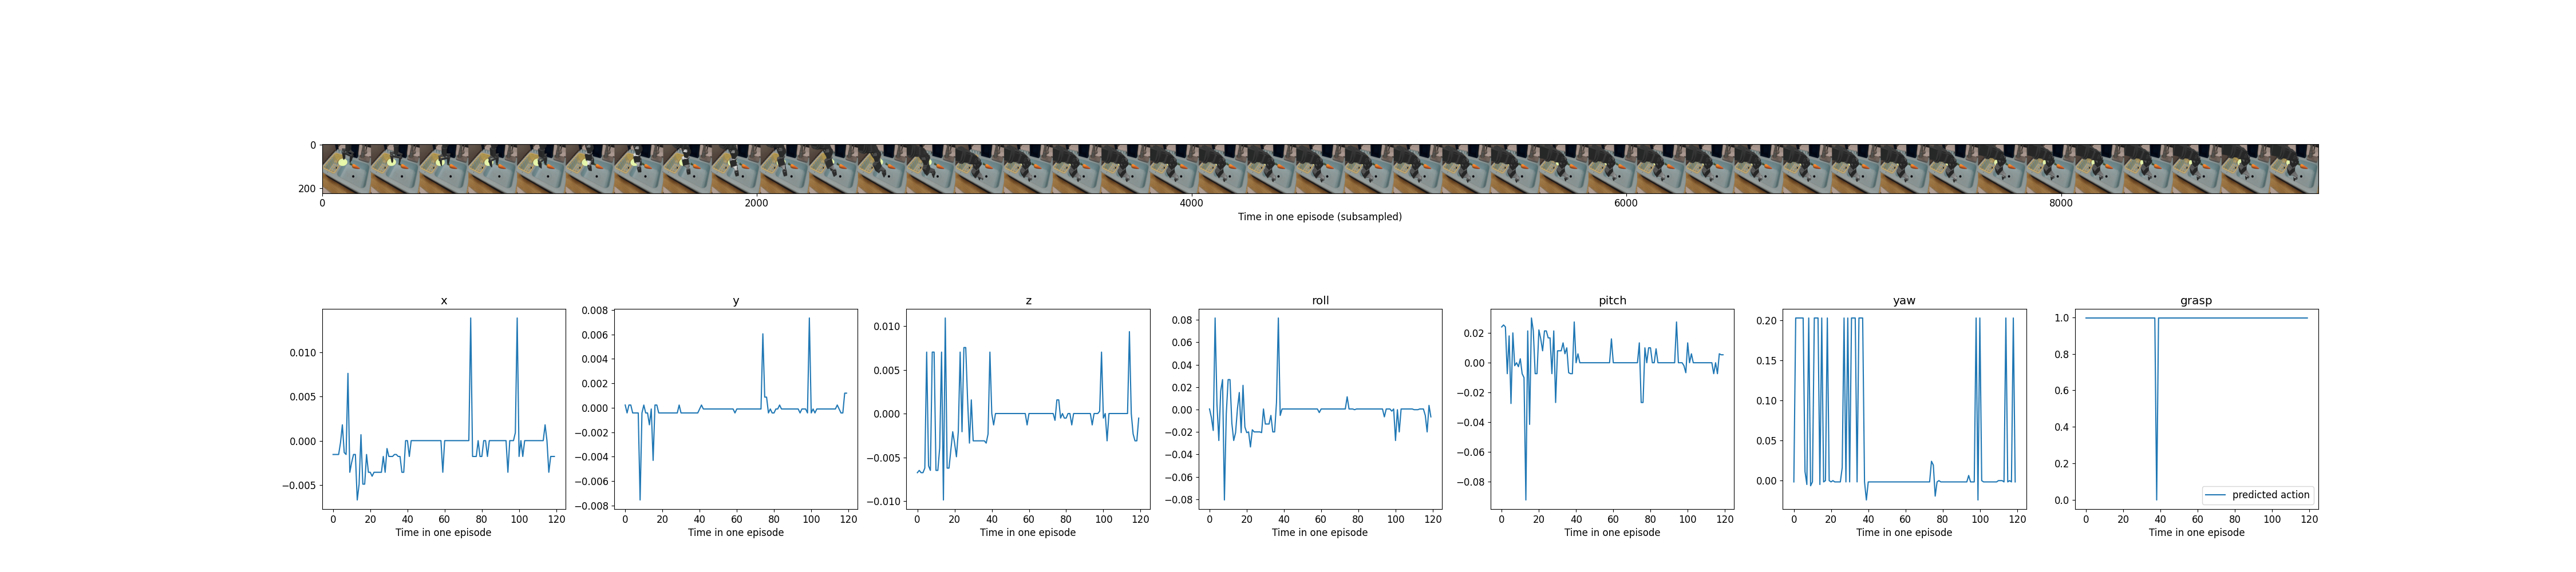 0
200
0 2000 4000 6000 8000
Time in one episode (subsampled)
x
0.010
0.005
0.000
−0.005
0 20 40 60 80 100 120
Time in one episode
y
0.008
0.006
0.004
0.002
0.000
−0.002
−0.004
−0.006
−0.008
0 20 40 60 80 100 120
Time in one episode
z
0.010
0.005
0.000
−0.005
−0.010
0 20 40 60 80 100 120
Time in one episode
roll
0.08
0.06
0.04
0.02
0.00
−0.02
−0.04
−0.06
−0.08
0 20 40 60 80 100 120
Time in one episode
pitch
0.02
0.00
−0.02
−0.04
−0.06
−0.08
0 20 40 60 80 100 120
Time in one episode
yaw
0.20
0.15
0.10
0.05
0.00
0 20 40 60 80 100 120
Time in one episode
grasp
1.0
0.8
0.6
0.4
0.2
0.0
predicted action
0 20 40 60 80 100 120
Time in one episode